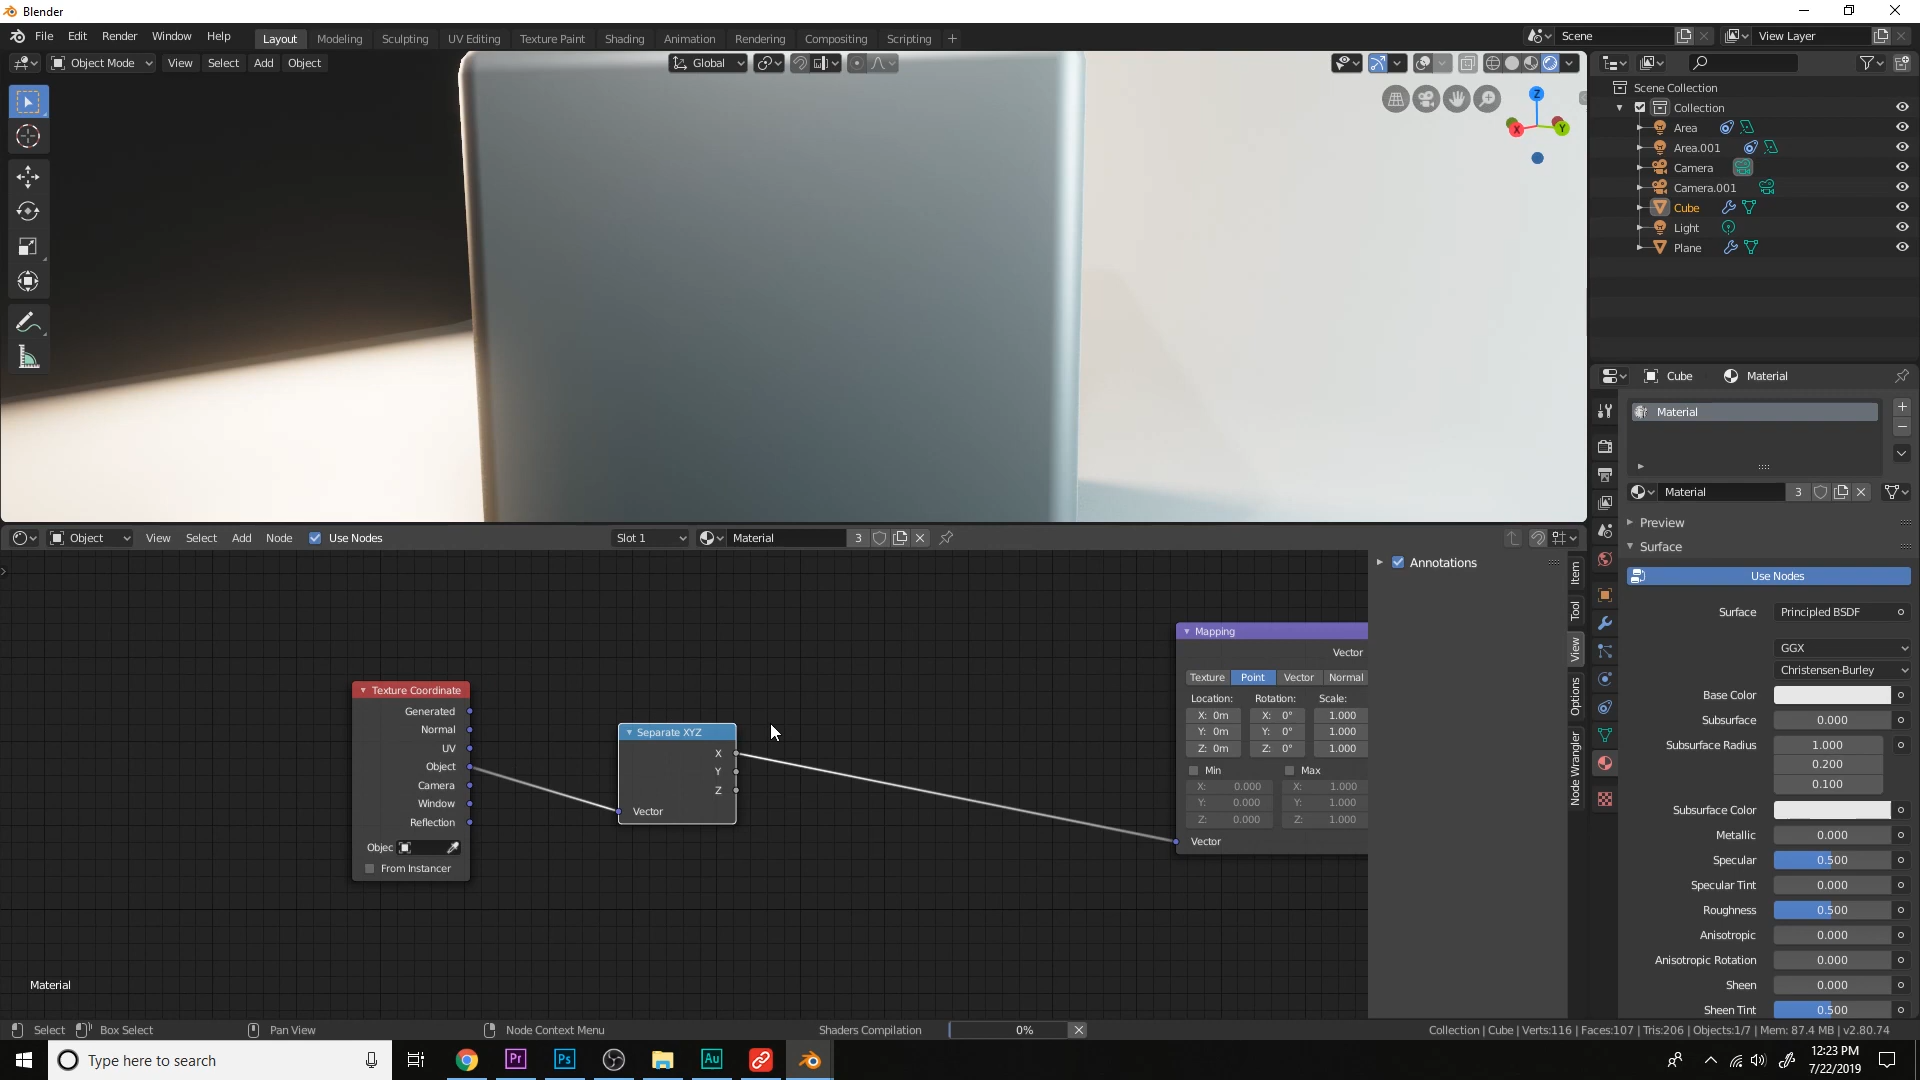 Blender
File Edit Render Window Help Layout Modeling Sculpting UV Editing Texture Paint Shading Animation Rendering Compositing Scripting + Scene View Layer
Object Mode View Select Add Object Global
Scene Collection
Collection
Area
Area.001
Camera
Camera.001
Cube
Light
Plane
Z
X
Y
Cube Material
Material
Material 3
Preview
Surface
Use Nodes
Surface Principled BSDF
GGX
Christensen-Burley
Base Color
Subsurface 0.000
Subsurface Radius 1.000
0.200
0.100
Subsurface Color
Metallic 0.000
Specular 0.500
Specular Tint 0.000
Roughness 0.500
Anisotropic 0.000
Anisotropic Rotation 0.000
Sheen 0.000
Sheen Tint 0.500
Object View Select Add Node Use Nodes Slot 1 Material 3
Annotations
Item
Tool
View
Options
Node Wrangler
Texture Coordinate
Generated
Normal
UV
Object
Camera
Window
Reflection
Objec
From Instancer
Separate XYZ
X
Y
Z
Vector
Mapping
Vector
Texture Point Vector Normal
Location: Rotation: Scale:
X: 0m X: 0° 1.000
Y: 0m Y: 0° 1.000
Z: 0m Z: 0° 1.000
Min Max
X: 0.000 X: 1.000
Y: 0.000 Y: 1.000
Z: 0.000 Z: 1.000
Vector
Material
Select Box Select Pan View Node Context Menu Shaders Compilation 0% Collection | Cube | Verts:116 | Faces:107 | Tris:206 | Objects:1/7 | Mem: 87.4 MB | v2.80.74
Type here to search
Pr
Ps
Au
12:23 PM
7/22/2019